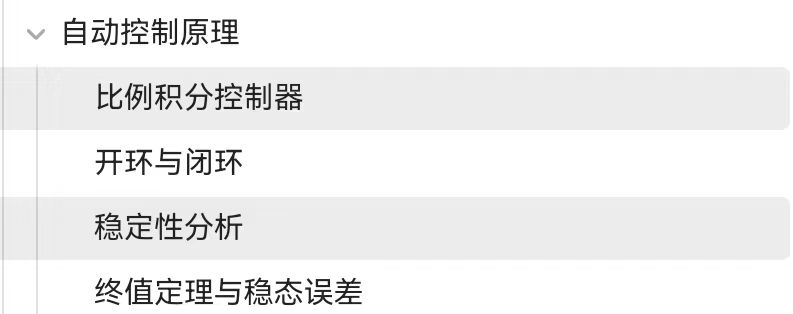 自动控制原理
比例积分控制器
开环与闭环
稳定性分析
终值定理与稳态误差